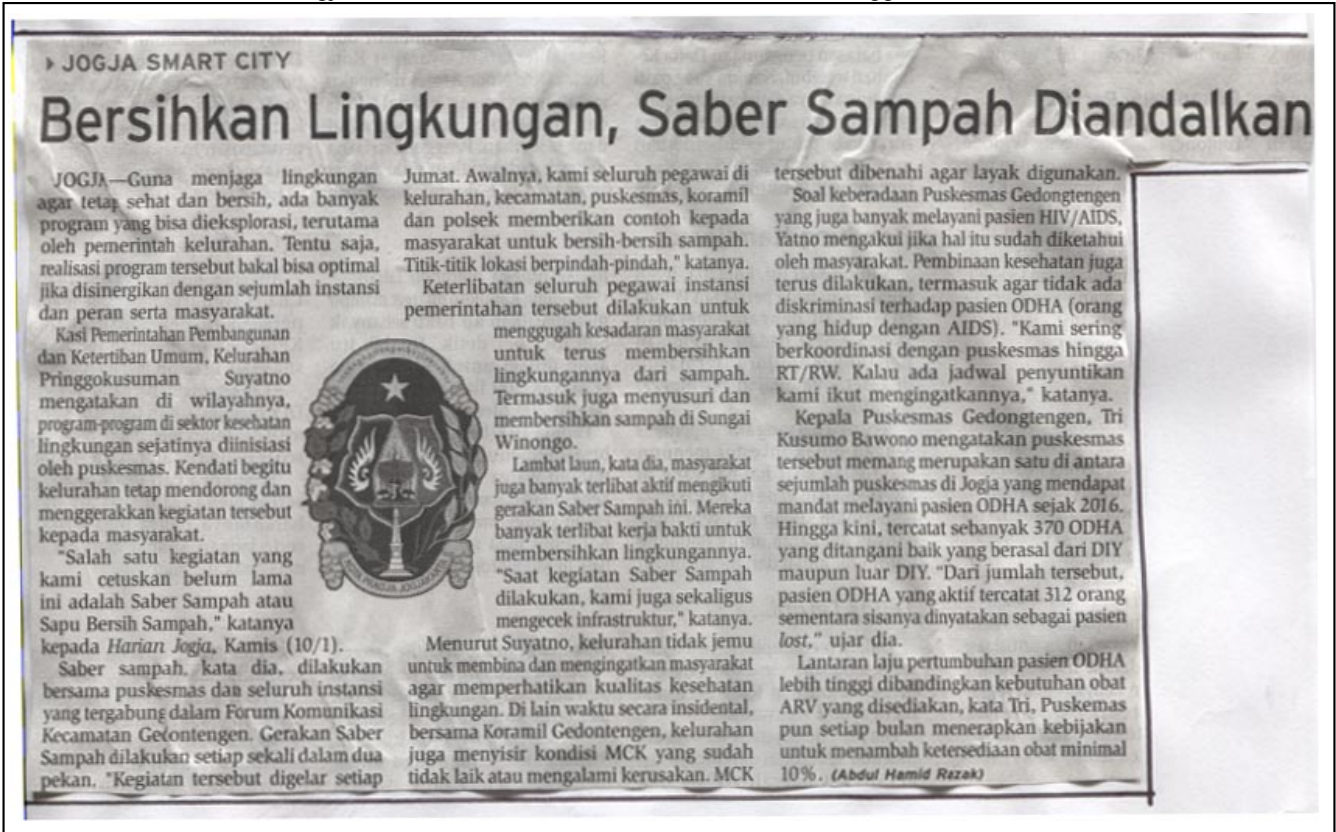 JOGJA SMART CITY
Bersihkan Lingkungan, Saber Sampah Diandalkan
JOGJA—Guna menjaga lingkungan
agar tetap sehat dan bersih, ada banyak
program yang bisa dieksplorasi, terutama
oleh pemerintah kelurahan. Tentu saja,
realisasi program tersebut bakal bisa optimal
jika disinergikan dengan sejumlah instansi
dan peran serta masyarakat.
Kasi Pemerintahan Pembangunan
dan Ketertiban Umum, Kelurahan
Pringgokusuman Suyatno
mengatakan di wilayahnya,
program-program di sektor kesehatan
lingkungan sejatinya diinisiasi
oleh puskesmas. Kendati begitu
kelurahan tetap mendorong dan
menggerakkan kegiatan tersebut
kepada masyarakat.
"Salah satu kegiatan yang
kami cetuskan belum lama
ini adalah Saber Sampah atau
Sapu Bersih Sampah," katanya
kepada Harian Jogja, Kamis (10/1).
Saber sampah, kata dia, dilakukan
bersama puskesmas dan seluruh instansi
yang tergabung dalam Forum Komunikasi
Kecamatan Gedontengen. Gerakan Saber
Sampah dilakukan setiap sekali dalam dua
pekan. "Kegiatan tersebut digelar setiap
Jumat. Awalnya, kami seluruh pegawai di
kelurahan, kecamatan, puskesmas, koramil
dan polsek memberikan contoh kepada
masyarakat untuk bersih-bersih sampah.
Titik-titik lokasi berpindah-pindah," katanya.
Keterlibatan seluruh pegawai instansi
pemerintahan tersebut dilakukan untuk
menggugah kesadaran masyarakat
untuk terus membersihkan
lingkungannya dari sampah.
Termasuk juga menyusuri dan
membersihkan sampah di Sungai
Winongo.
Lambat laun, kata dia, masyarakat
juga banyak terlibat aktif mengikuti
gerakan Saber Sampah ini. Mereka
banyak terlibat kerja bakti untuk
membersihkan lingkungannya.
"Saat kegiatan Saber Sampah
dilakukan, kami juga sekaligus
mengecek infrastruktur," katanya.
Menurut Suyatno, kelurahan tidak jemu
untuk membina dan mengingatkan masyarakat
agar memperhatikan kualitas kesehatan
lingkungan. Di lain waktu secara insidental,
bersama Koramil Gedontengen, kelurahan
juga menyisir kondisi MCK yang sudah
tidak laik atau mengalami kerusakan. MCK
tersebut dibenahi agar layak digunakan.
Soal keberadaan Puskesmas Gedongtengen
yang juga banyak melayani pasien HIV/AIDS,
Yatno mengakui jika hal itu sudah diketahui
oleh masyarakat. Pembinaan kesehatan juga
terus dilakukan, termasuk agar tidak ada
diskriminasi terhadap pasien ODHA (orang
yang hidup dengan AIDS). "Kami sering
berkoordinasi dengan puskesmas hingga
RT/RW. Kalau ada jadwal penyuntikan
kami ikut mengingatkannya," katanya.
Kepala Puskesmas Gedongtengen, Tri
Kusumo Bawono mengatakan puskesmas
tersebut memang merupakan satu di antara
sejumlah puskesmas di Jogja yang mendapat
mandat melayani pasien ODHA sejak 2016.
Hingga kini, tercatat sebanyak 370 ODHA
yang ditangani baik yang berasal dari DIY
maupun luar DIY. "Dari jumlah tersebut,
pasien ODHA yang aktif tercatat 312 orang
sementara sisanya dinyatakan sebagai pasien
lost," ujar dia.
Lantaran laju pertumbuhan pasien ODHA
lebih tinggi dibandingkan kebutuhan obat
ARV yang disediakan, kata Tri, Puskemas
pun setiap bulan menerapkan kebijakan
untuk menambah ketersediaan obat minimal
10%. (Abdul Hamid Razak)